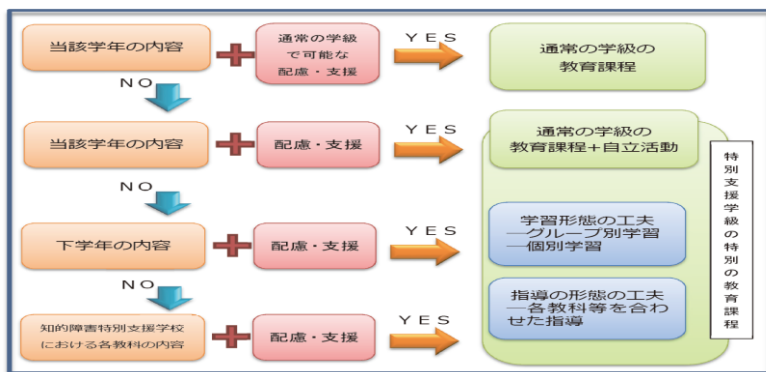 当該学年の内容
通常の学級
で可能な
配慮・支援
YES
通常の学級の
教育課程
NO
当該学年の内容
配慮・支援
YES
通常の学級の
教育課程+自立活動
NO
下学年の内容
配慮・支援
YES
学習形態の工夫
―グループ別学習
―個別学習
NO
知的障害特別支援学校
における各教科の内容
配慮・支援
YES
指導の形態の工夫
―各教科等を合わ
せた指導
特別支援学級の特別の教育課程